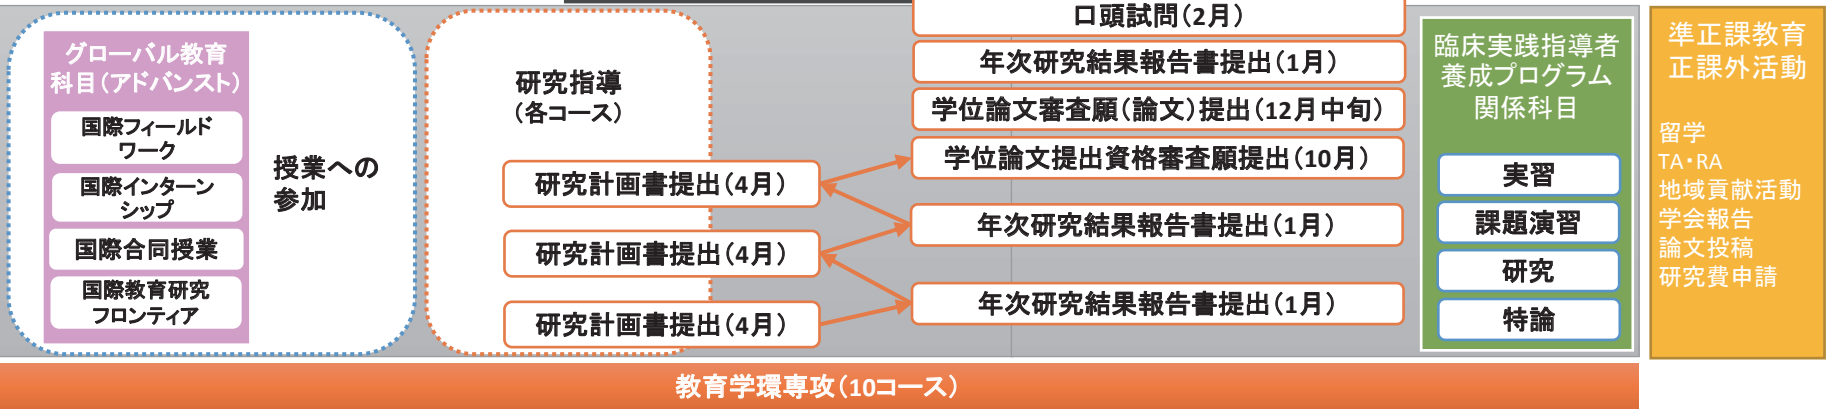 グローバル教育
科目（アドバンスト）
国際フィールド
ワーク
国際インターン
シップ
国際合同授業
国際教育研究
フロンティア
授業への
参加
研究指導
（各コース）
研究計画書提出（4月）
研究計画書提出（4月）
研究計画書提出（4月）
口頭試問（2月）
年次研究結果報告書提出（1月）
学位論文審査願（論文）提出（12月中旬）
学位論文提出資格審査願提出（10月）
年次研究結果報告書提出（1月）
年次研究結果報告書提出（1月）
臨床実践指導者
養成プログラム
関係科目
実習
課題演習
研究
特論
準正課教育
正課外活動
留学
TA・RA
地域貢献活動
学会報告
論文投稿
研究費申請
教育学環専攻（10コース）